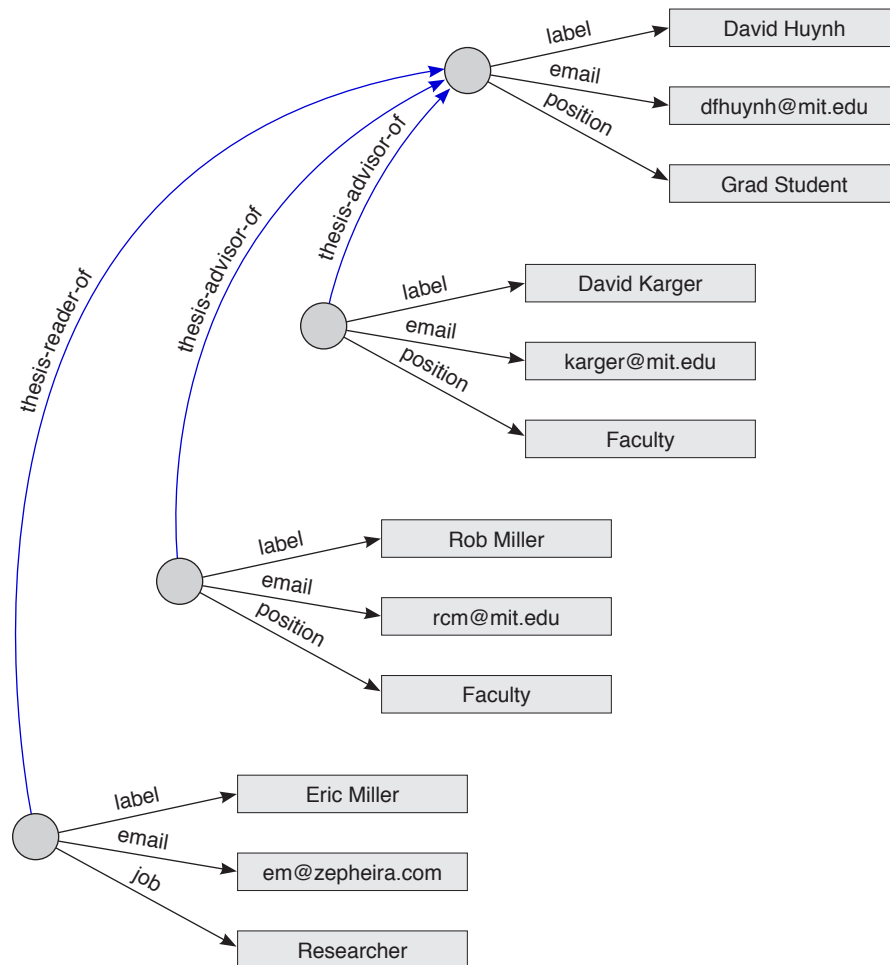 label
David Huynh
email
dfhuynh@mit.edu
position
Grad Student
thesis-reader-of
thesis-advisor-of
thesis-advisor-of
label
David Karger
email
karger@mit.edu
position
Faculty
label
Rob Miller
email
rcm@mit.edu
position
Faculty
label
Eric Miller
email
em@zepheira.com
job
Researcher